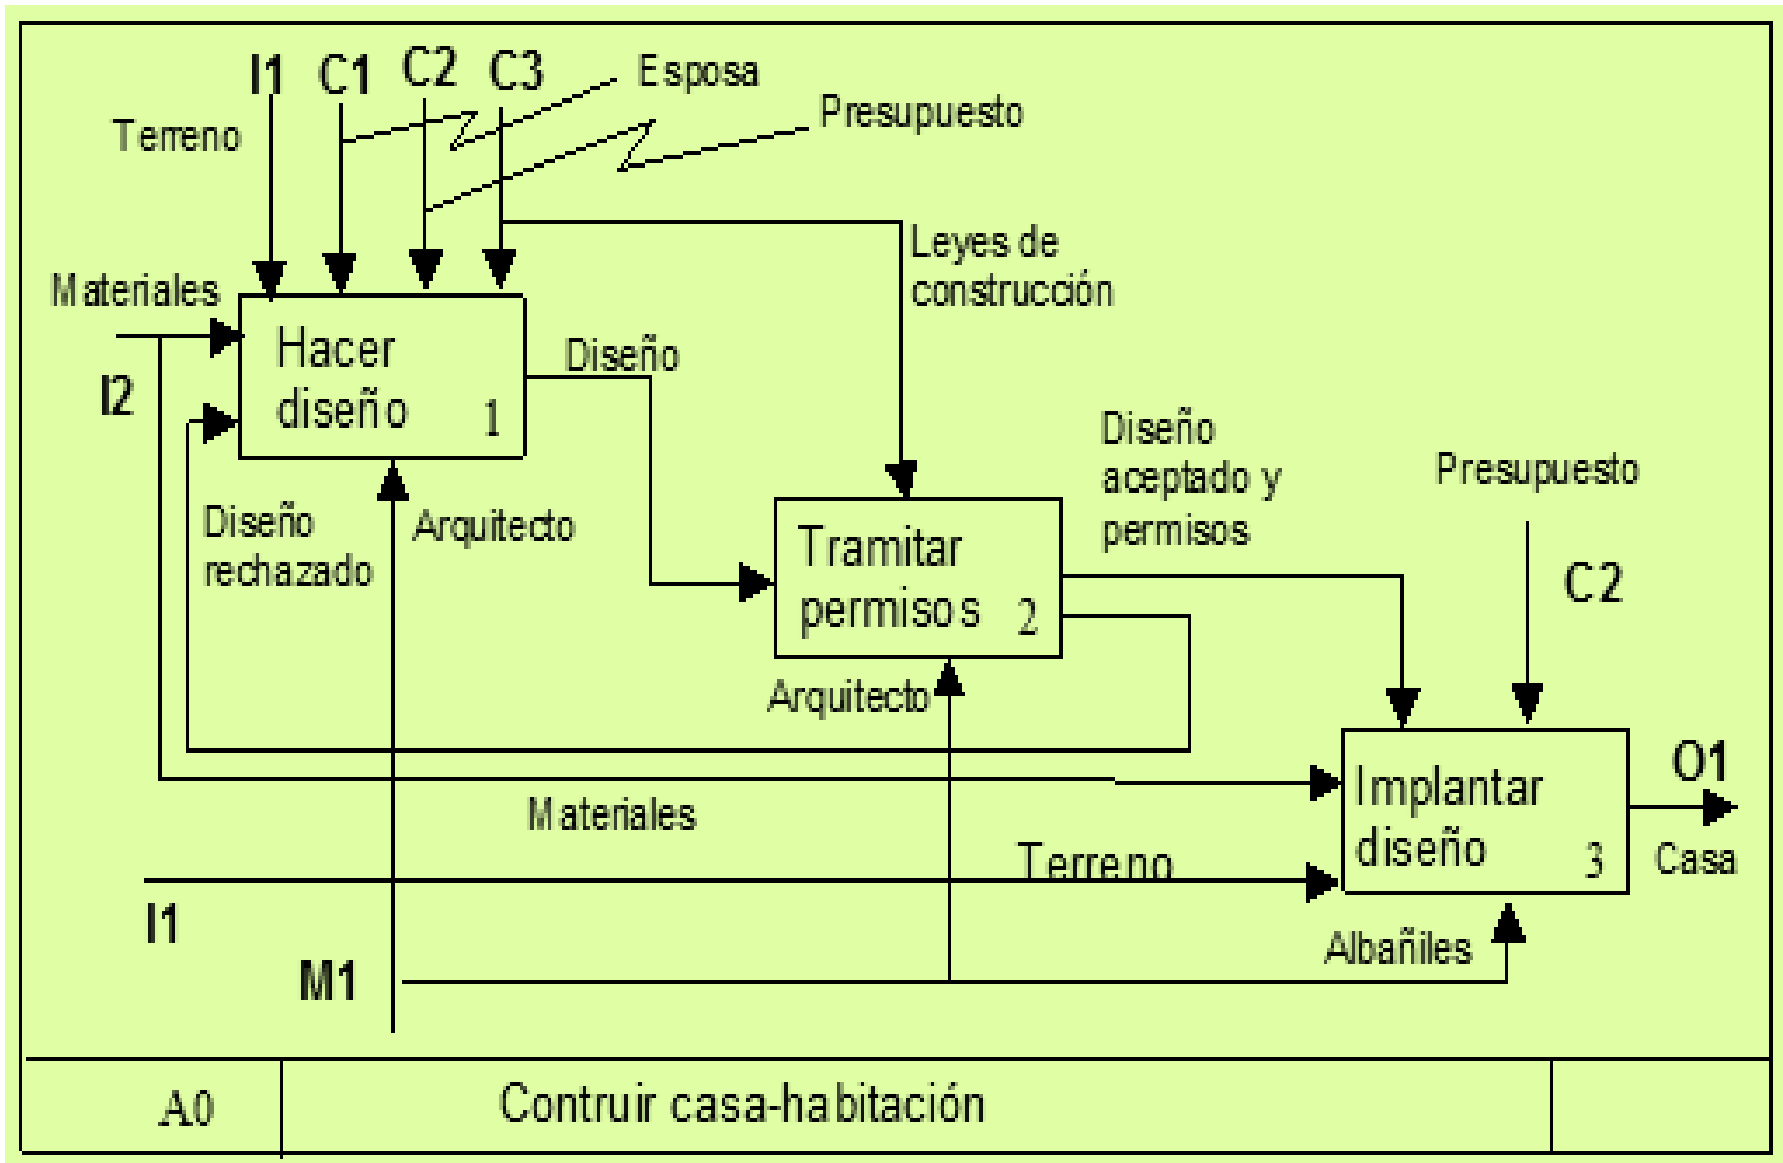 I1 C1 C2 C3 Esposa
Terreno
Presupuesto
Leyes de
construcción
Materiales
I2
Hacer
diseño 1
Diseño
Diseño
rechazado
Arquitecto
Tramitar
permisos 2
Arquitecto
Diseño
aceptado y
permisos
Presupuesto
C2
Implantar
diseño 3
O1
Casa
Materiales
Terreno
I1
Albañiles
M1
A0 Contruir casa-habitación